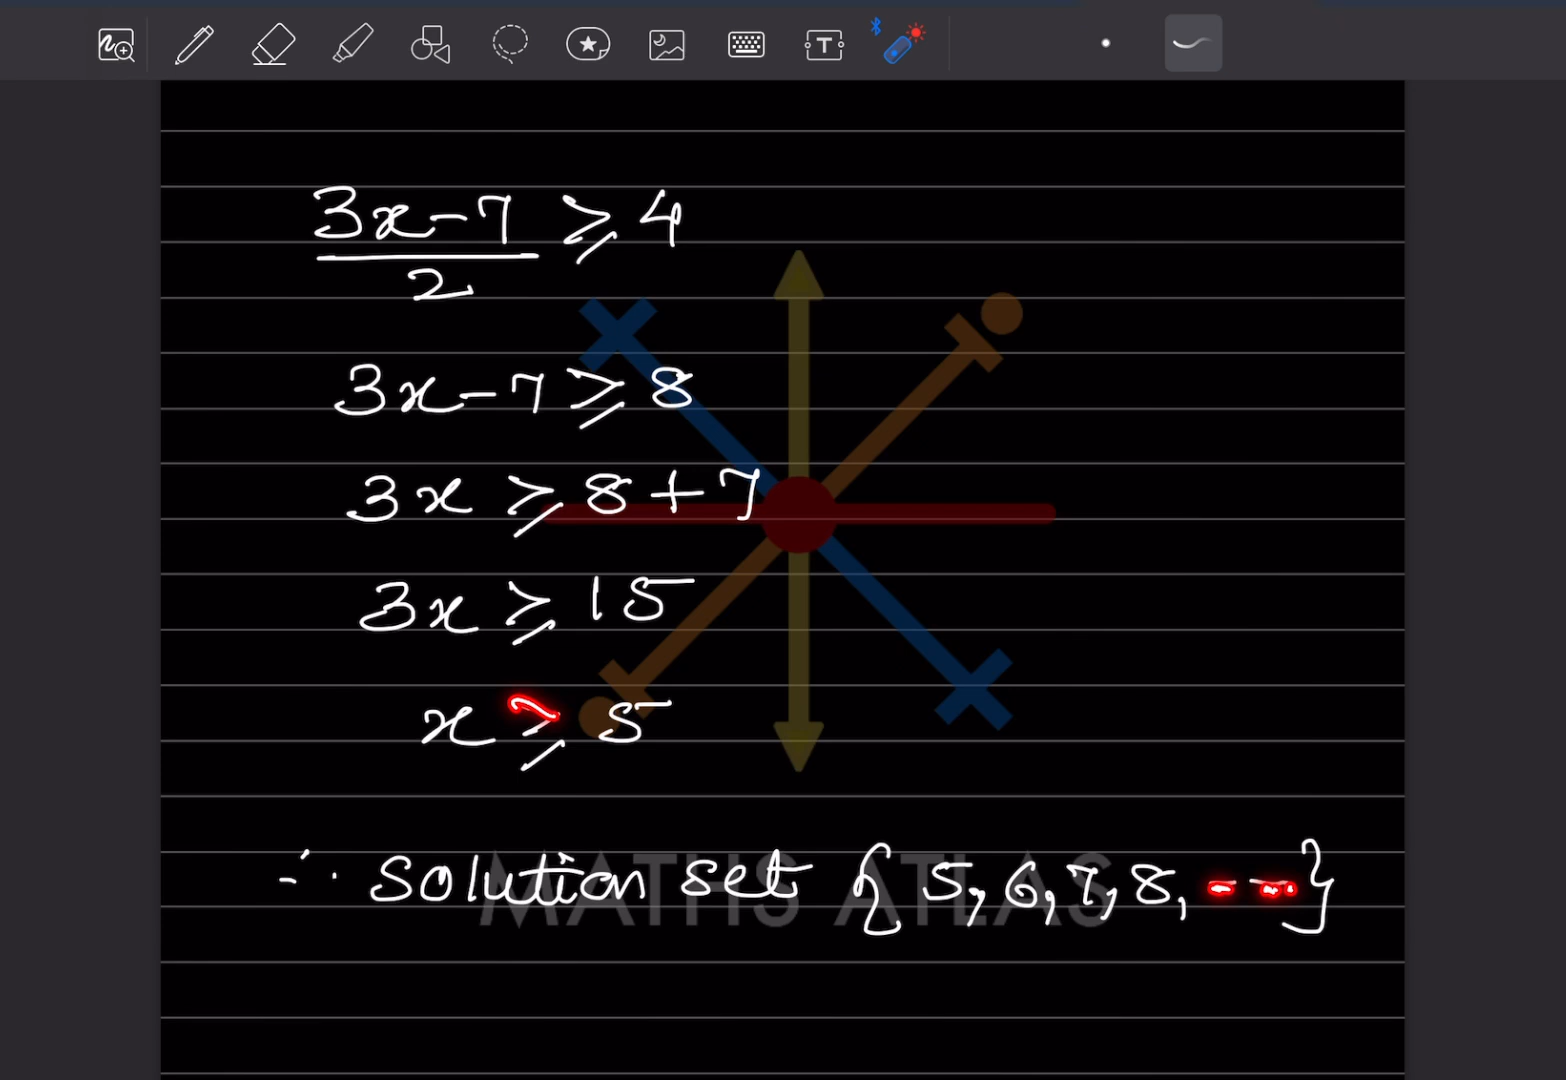 3x-7 ⩾ 4
2
3x-7 ⩾ 8
3x ⩾ 8+7
3x ⩾ 15
x ⩾ 5
∴ Solution set { 5, 6, 7, 8, -- }
MATHS ATLAS